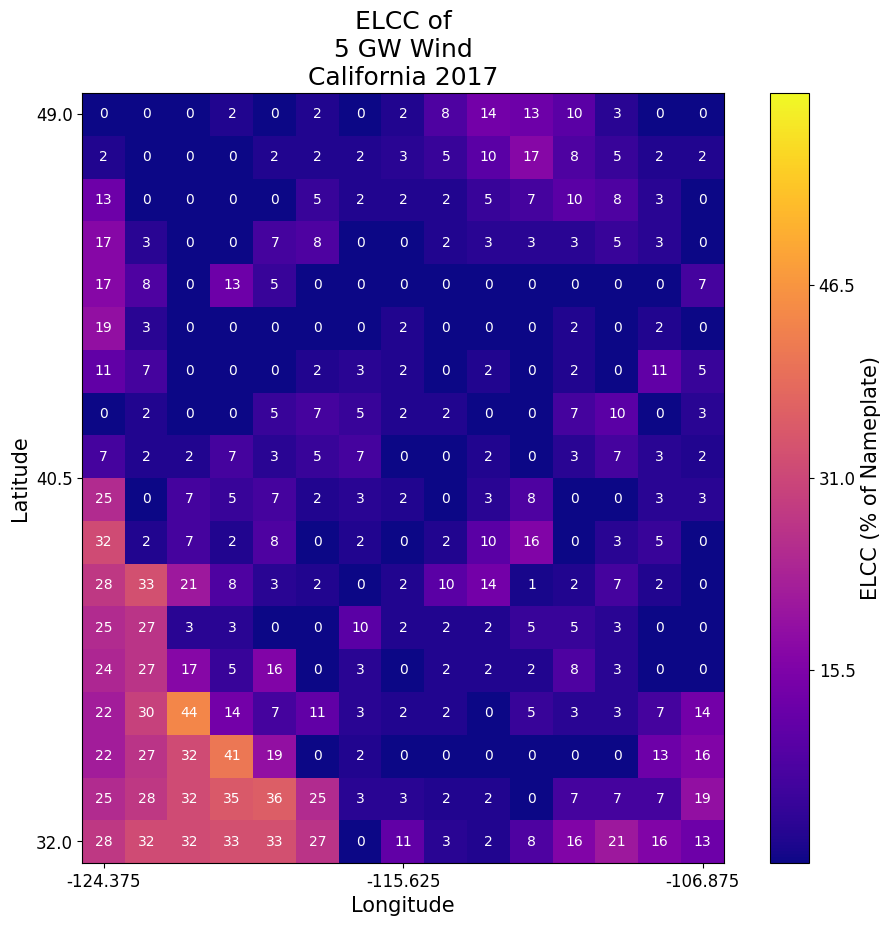 ELCC of
5 GW Wind
California 2017
49.0 0 0 0 2 0 2 0 2 8 14 13 10 3 0 0
2 0 0 0 2 2 2 3 5 10 17 8 5 2 2
13 0 0 0 0 5 2 2 2 5 7 10 8 3 0
17 3 0 0 7 8 0 0 2 3 3 3 5 3 0
17 8 0 13 5 0 0 0 0 0 0 0 0 0 7 46.5
19 3 0 0 0 0 0 2 0 0 0 2 0 2 0
11 7 0 0 0 2 3 2 0 2 0 2 0 11 5
0 2 0 0 5 7 5 2 2 0 0 7 10 0 3
7 2 2 7 3 5 7 0 0 2 0 3 7 3 2
40.5 31.0
25 0 7 5 7 2 3 2 0 3 8 0 0 3 3
32 2 7 2 8 0 2 0 2 10 16 0 3 5 0
28 33 21 8 3 2 0 2 10 14 1 2 7 2 0
25 27 3 3 0 0 10 2 2 2 5 5 3 0 0
24 27 17 5 16 0 3 0 2 2 2 8 3 0 0 15.5
22 30 44 14 7 11 3 2 2 0 5 3 3 7 14
22 27 32 41 19 0 2 0 0 0 0 0 0 13 16
25 28 32 35 36 25 3 3 2 2 0 7 7 7 19
32.0 28 32 32 33 33 27 0 11 3 2 8 16 21 16 13
-124.375 -115.625 -106.875
Longitude
Latitude
ELCC (% of Nameplate)